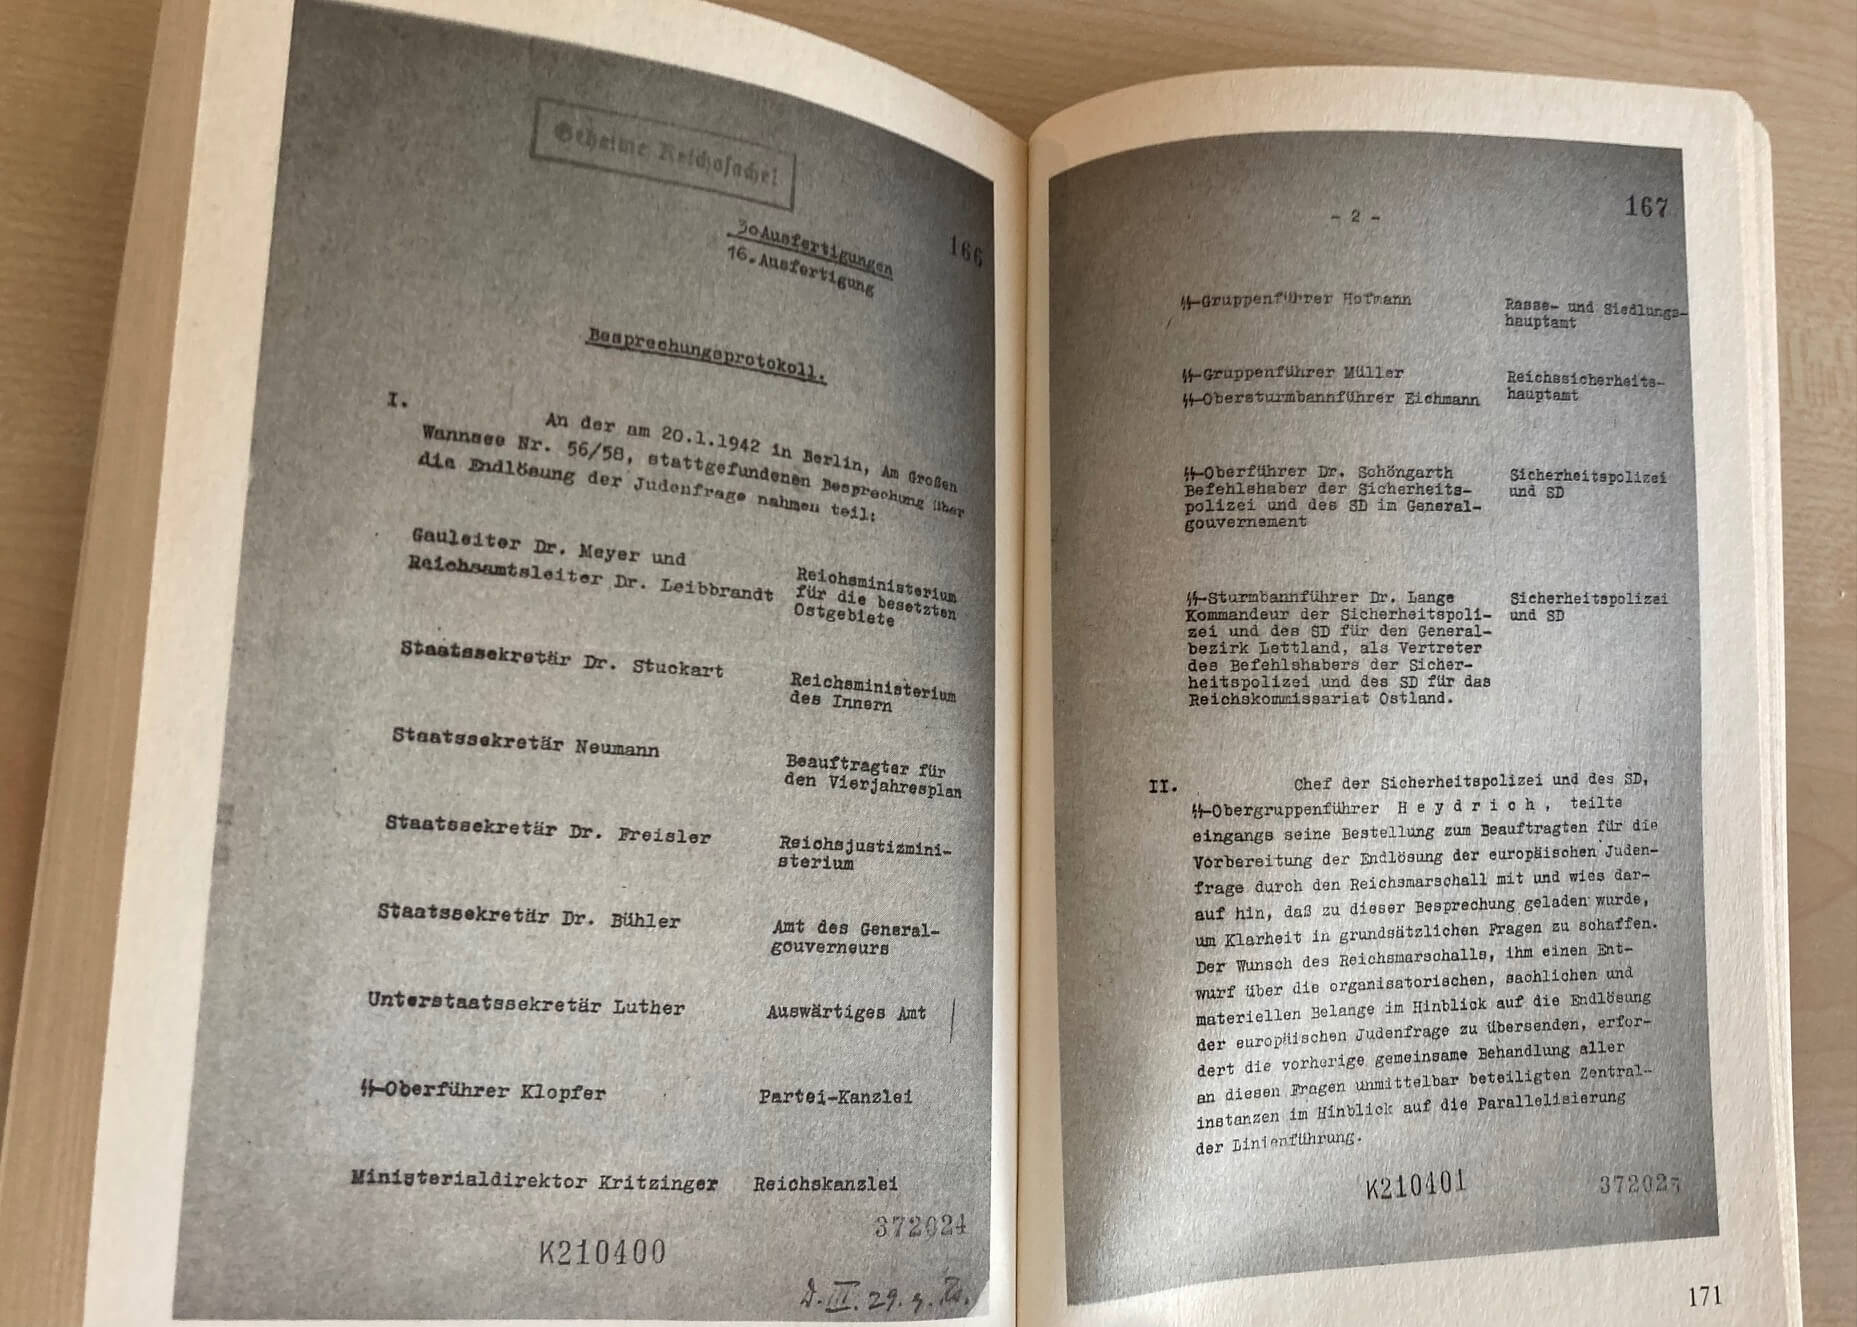 Geheime Reichssache!
30 Ausfertigungen
16. Ausfertigung
166
Besprechungsprotokoll.
I.
An der am 20.1.1942 in Berlin, Am Großen
Wannsee Nr. 56/58, stattgefundenen Besprechung über
die Endlösung der Judenfrage nahmen teil:
Gauleiter Dr. Meyer und
Reichsamtsleiter Dr. Leibbrandt
Reichsministerium
für die besetzten
Ostgebiete
Staatssekretär Dr. Stuckart
Reichsministerium
des Innern
Staatssekretär Neumann
Beauftragter für
den Vierjahresplan
Staatssekretär Dr. Freisler
Reichsjustizmini-
sterium
Staatssekretär Dr. Bühler
Amt des General-
gouverneurs
Unterstaatssekretär Luther
Auswärtiges Amt
SS-Oberführer Klopfer
Partei-Kanzlei
Ministerialdirektor Kritzinger
Reichskanzlei
372024
K210400
D. III. 29. g. Rs.
- 2 -
167
SS-Gruppenführer Hofmann
Rasse- und Siedlungs-
hauptamt
SS-Gruppenführer Müller
SS-Obersturmbannführer Eichmann
Reichssicherheits-
hauptamt
SS-Oberführer Dr. Schöngarth
Befehlshaber der Sicherheits-
polizei und des SD im General-
gouvernement
Sicherheitspolizei
und SD
SS-Sturmbannführer Dr. Lange
Kommandeur der Sicherheitspoli-
zei und des SD für den General-
bezirk Lettland, als Vertreter
des Befehlshabers der Sicher-
heitspolizei und des SD für das
Reichskommissariat Ostland.
Sicherheitspolizei
und SD
II.
Chef der Sicherheitspolizei und des SD,
SS-Obergruppenführer H e y d r i c h , teilte
eingangs seine Bestellung zum Beauftragten für die
Vorbereitung der Endlösung der europäischen Juden-
frage durch den Reichsmarschall mit und wies dar-
auf hin, daß zu dieser Besprechung geladen wurde,
um Klarheit in grundsätzlichen Fragen zu schaffen.
Der Wunsch des Reichsmarschalls, ihm einen Ent-
wurf über die organisatorischen, sachlichen und
materiellen Belange im Hinblick auf die Endlösung
der europäischen Judenfrage zu übersenden, erfor-
dert die vorherige gemeinsame Behandlung aller
an diesen Fragen unmittelbar beteiligten Zentral-
instanzen im Hinblick auf die Parallelisierung
der Linienführung.
K210401
372025
171